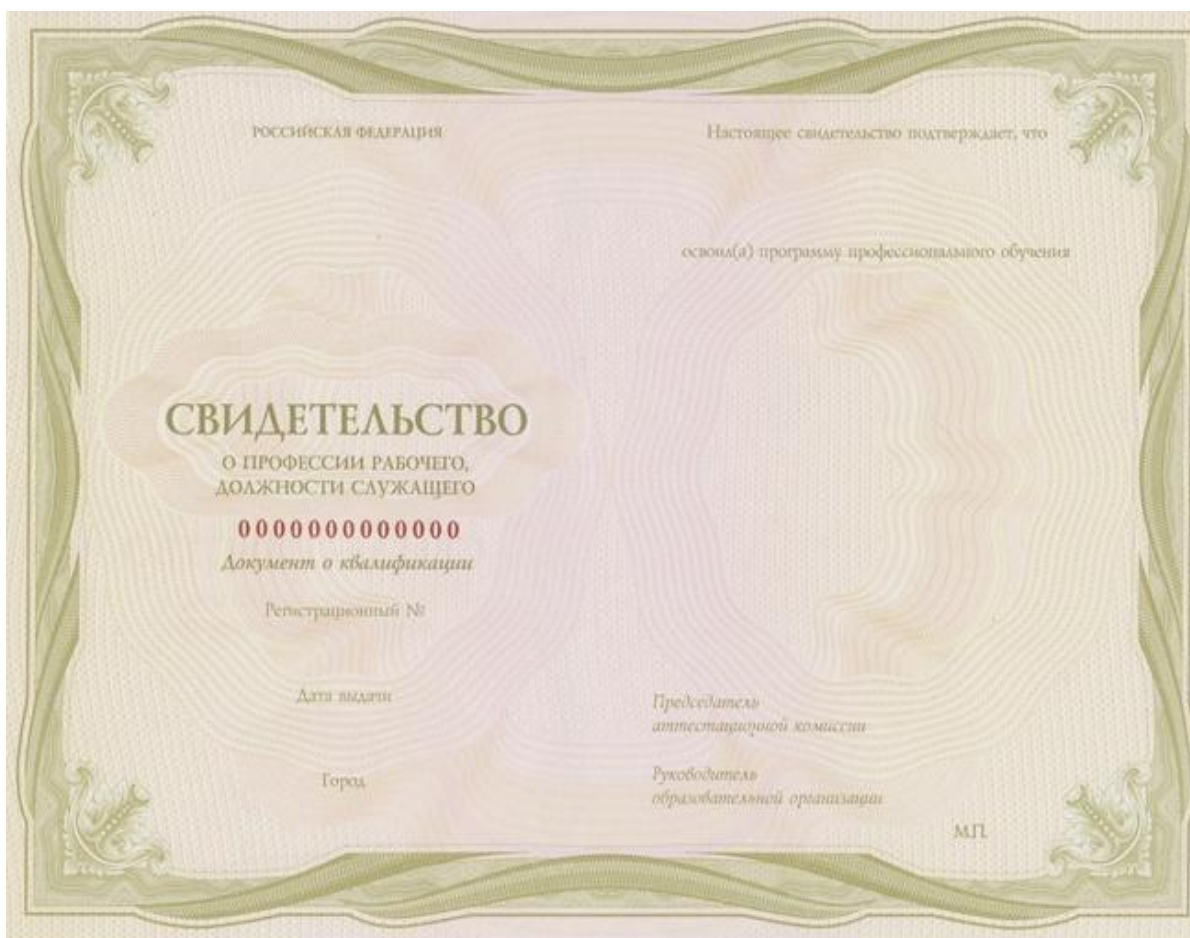 РОССИЙСКАЯ ФЕДЕРАЦИЯ
СВИДЕТЕЛЬСТВО
О ПРОФЕССИИ РАБОЧЕГО,
ДОЛЖНОСТИ СЛУЖАЩЕГО
0000000000000
Документ о квалификации
Регистрационный №
Дата выдачи
Город
Настоящее свидетельство подтверждает, что
освоил(а) программу профессионального обучения
Председатель
аттестационной комиссии
Руководитель
образовательной организации
М.П.